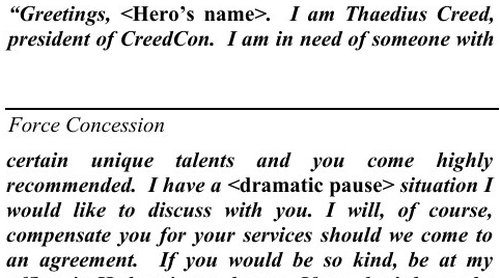 “Greetings, <Hero’s name>. I am Thaedius Creed,
president of CreedCon. I am in need of someone with
Force Concession
certain unique talents and you come highly
recommended. I have a <dramatic pause> situation I
would like to discuss with you. I will, of course,
compensate you for your services should we come to
an agreement. If you would be so kind, be at my